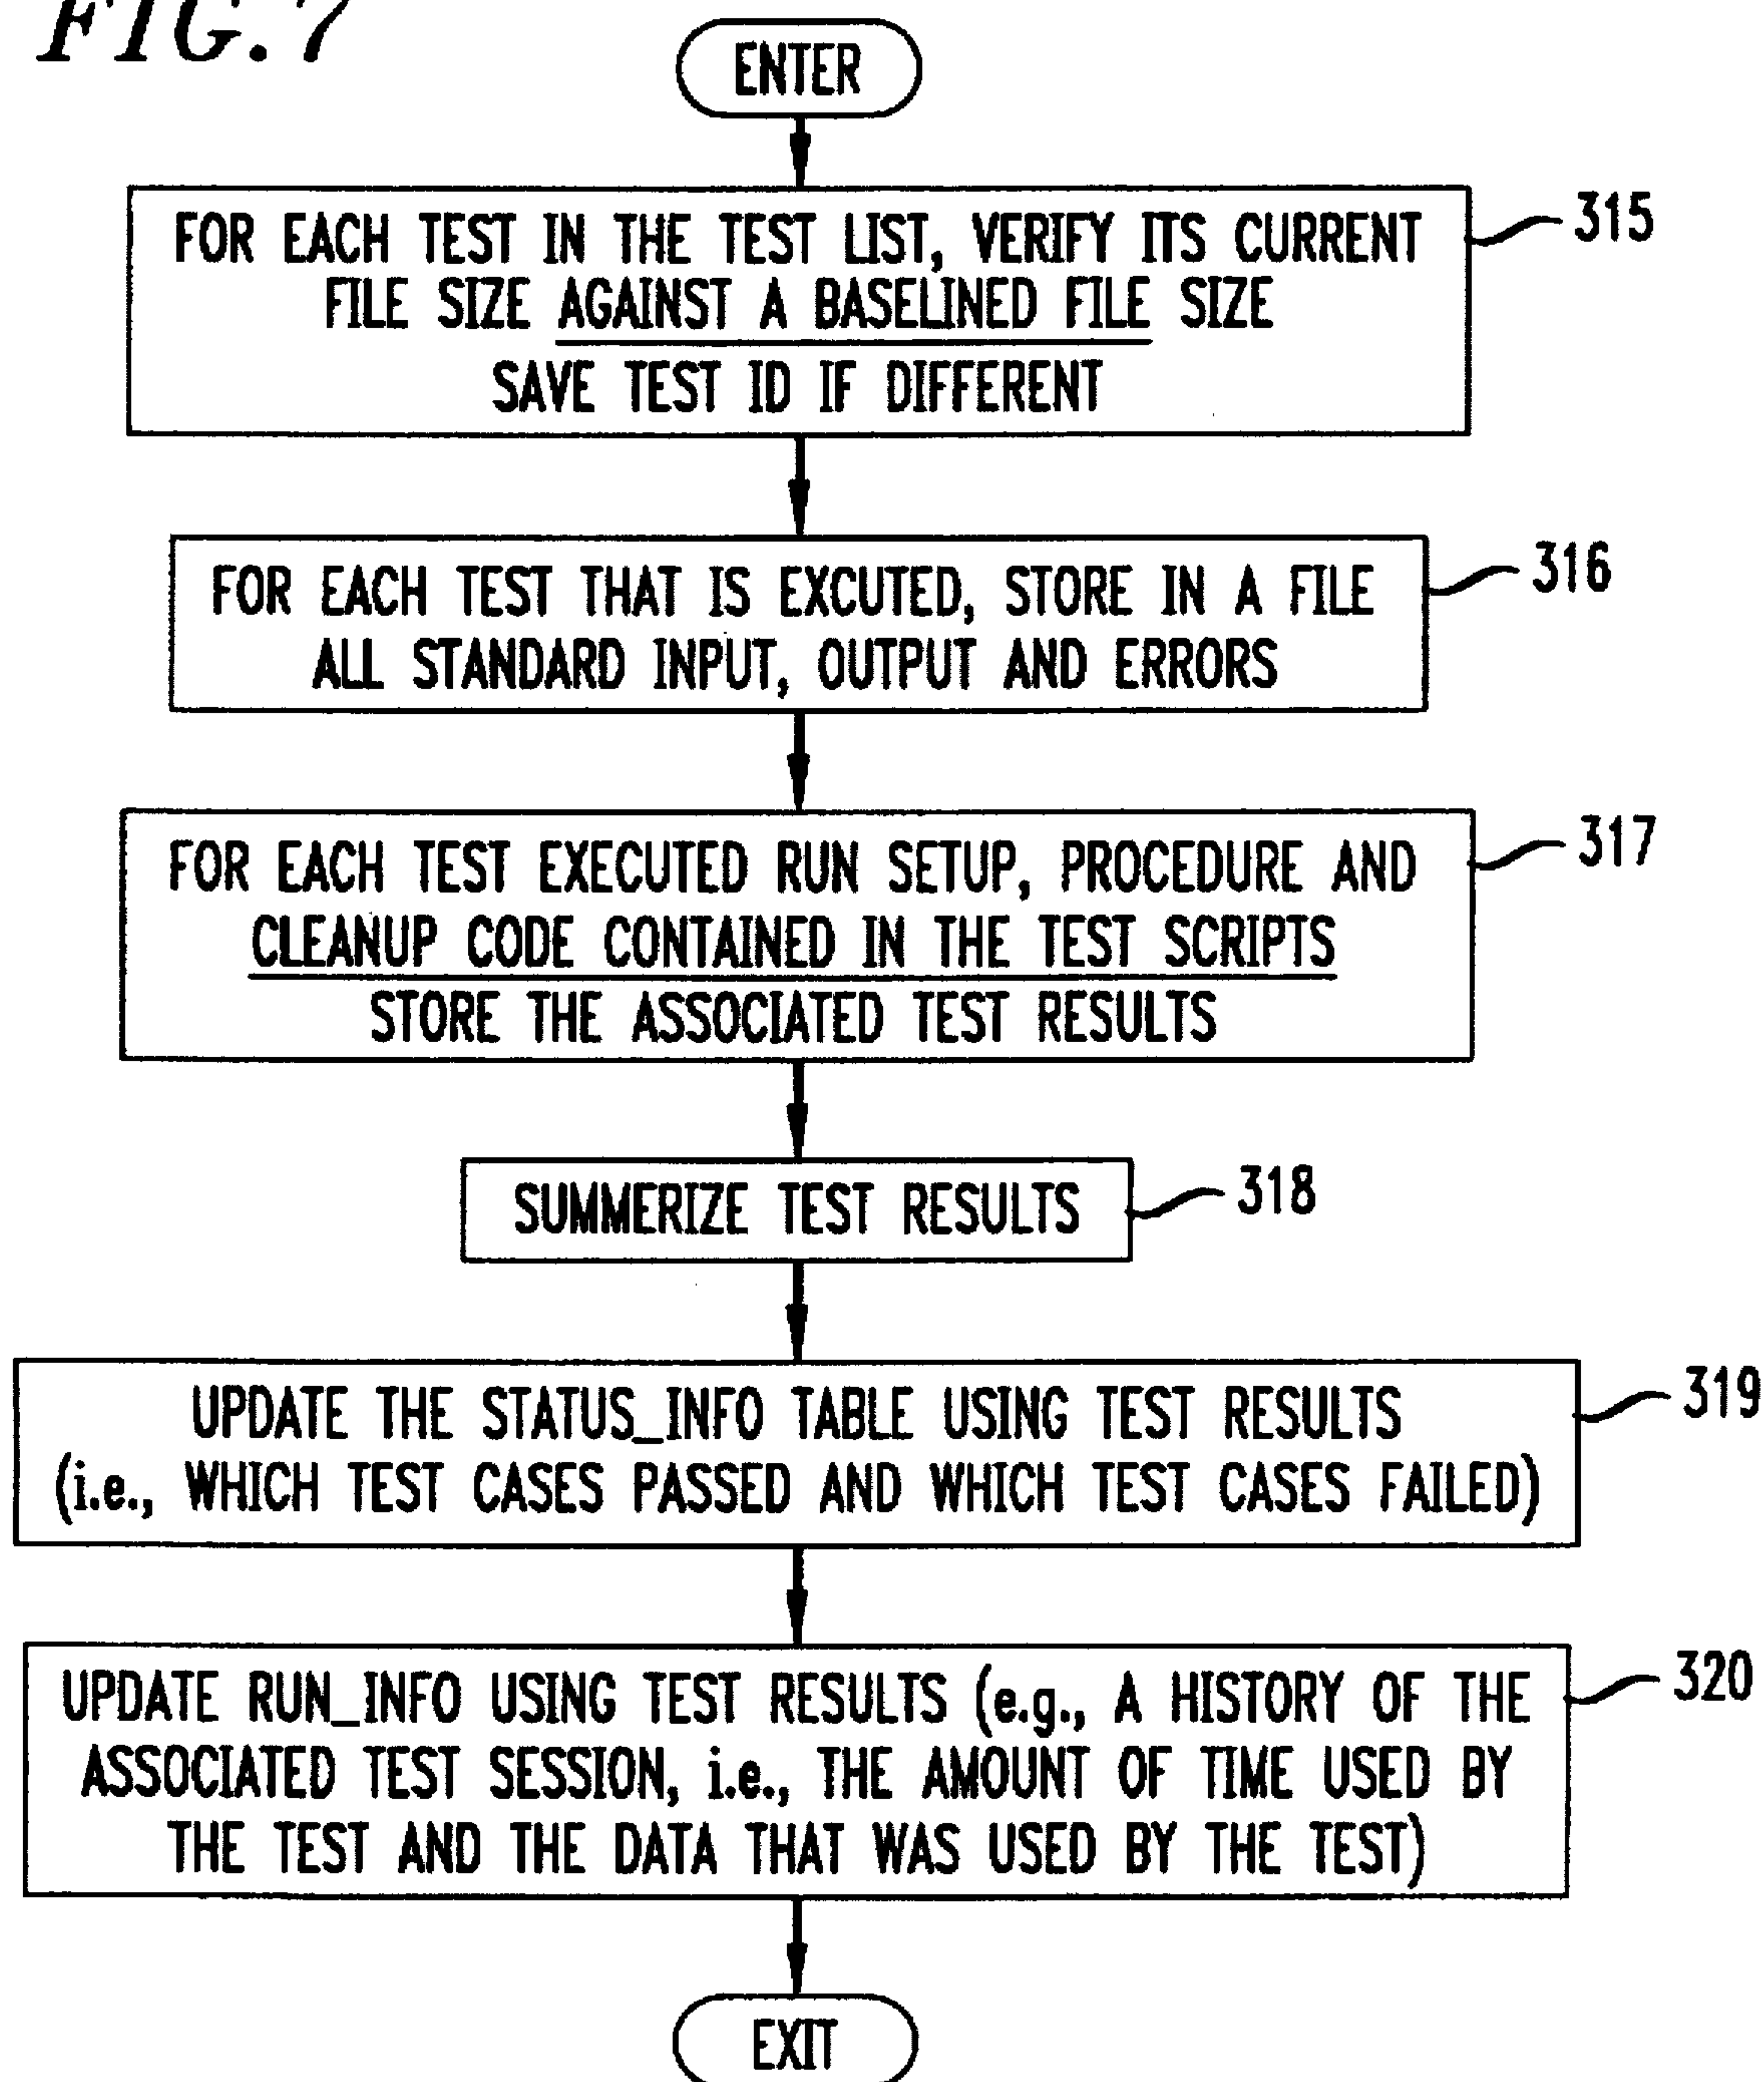 FIG. 7
ENTER
FOR EACH TEST IN THE TEST LIST, VERIFY ITS CURRENT
FILE SIZE AGAINST A BASELINED FILE SIZE
SAVE TEST ID IF DIFFERENT
315
FOR EACH TEST THAT IS EXCUTED, STORE IN A FILE
ALL STANDARD INPUT, OUTPUT AND ERRORS
316
FOR EACH TEST EXECUTED RUN SETUP, PROCEDURE AND
CLEANUP CODE CONTAINED IN THE TEST SCRIPTS
STORE THE ASSOCIATED TEST RESULTS
317
SUMMERIZE TEST RESULTS
318
UPDATE THE STATUS_INFO TABLE USING TEST RESULTS
(i.e., WHICH TEST CASES PASSED AND WHICH TEST CASES FAILED)
319
UPDATE RUN_INFO USING TEST RESULTS (e.g., A HISTORY OF THE
ASSOCIATED TEST SESSION, i.e., THE AMOUNT OF TIME USED BY
THE TEST AND THE DATA THAT WAS USED BY THE TEST)
320
EXIT